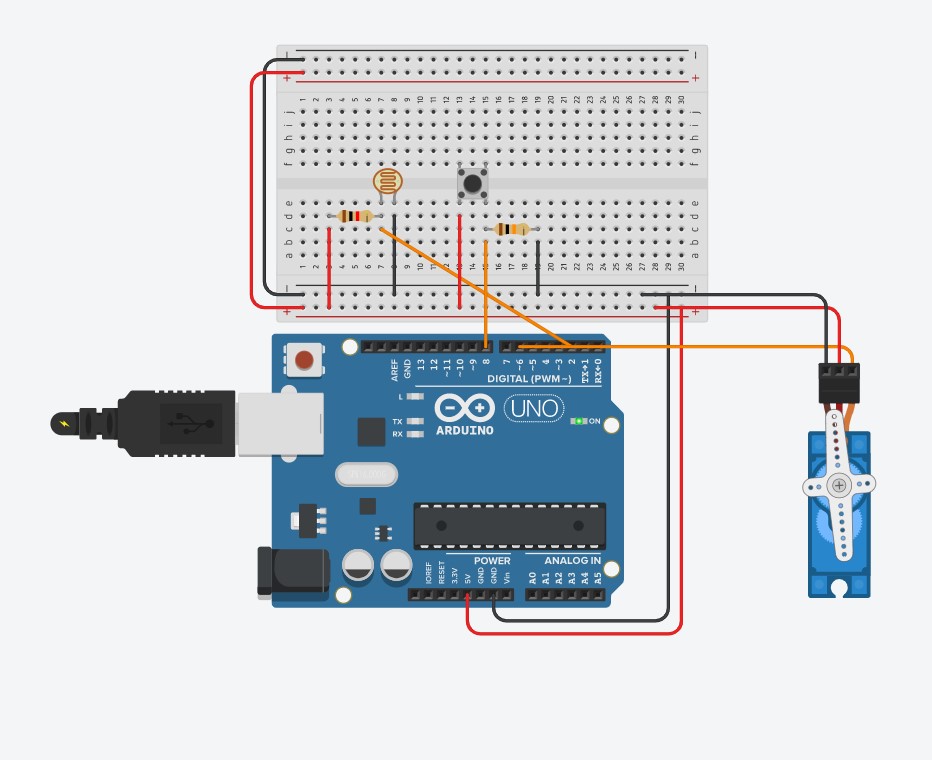 − −
+ +
1 2 3 4 5 6 7 8 9 10 11 12 13 14 15 16 17 18 19 20 21 22 23 24 25 26 27 28 29 30
j j
i i
h h
g g
f f
e e
d d
c c
b b
a a
1 2 3 4 5 6 7 8 9 10 11 12 13 14 15 16 17 18 19 20 21 22 23 24 25 26 27 28 29 30
− −
+ +
AREF GND 13 12 ~11 ~10 ~9 8 7 ~6 ~5 4 ~3 2 TX→1 RX←0
DIGITAL (PWM~)
L
TX
RX
UNO
ON
ARDUINO
POWER ANALOG IN
IOREF RESET 3.3V 5V GND GND Vin A0 A1 A2 A3 A4 A5